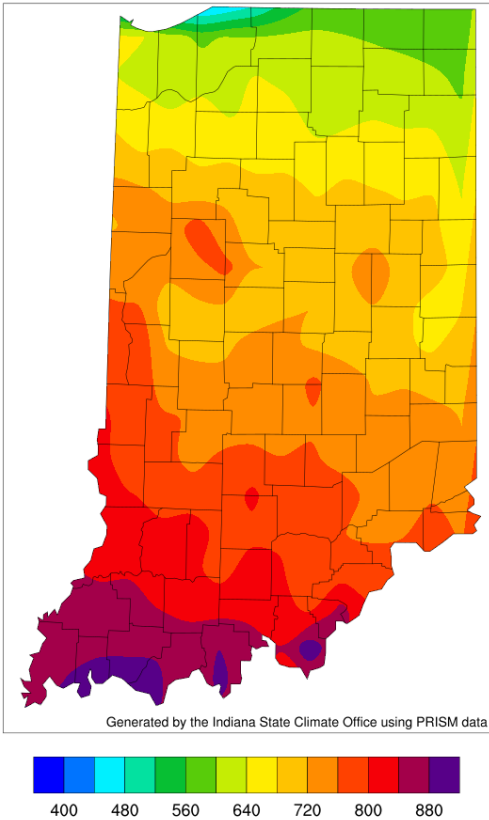 Generated by the Indiana State Climate Office using PRISM data
400 480 560 640 720 800 880